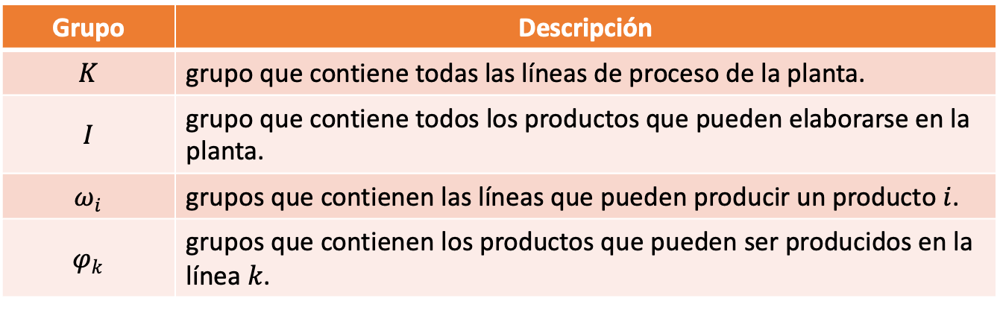 Grupo Descripción
K grupo que contiene todas las líneas de proceso de la planta.
I grupo que contiene todos los productos que pueden elaborarse en la
planta.
ωᵢ grupos que contienen las líneas que pueden producir un producto i.
φₖ grupos que contienen los productos que pueden ser producidos en la
línea k.